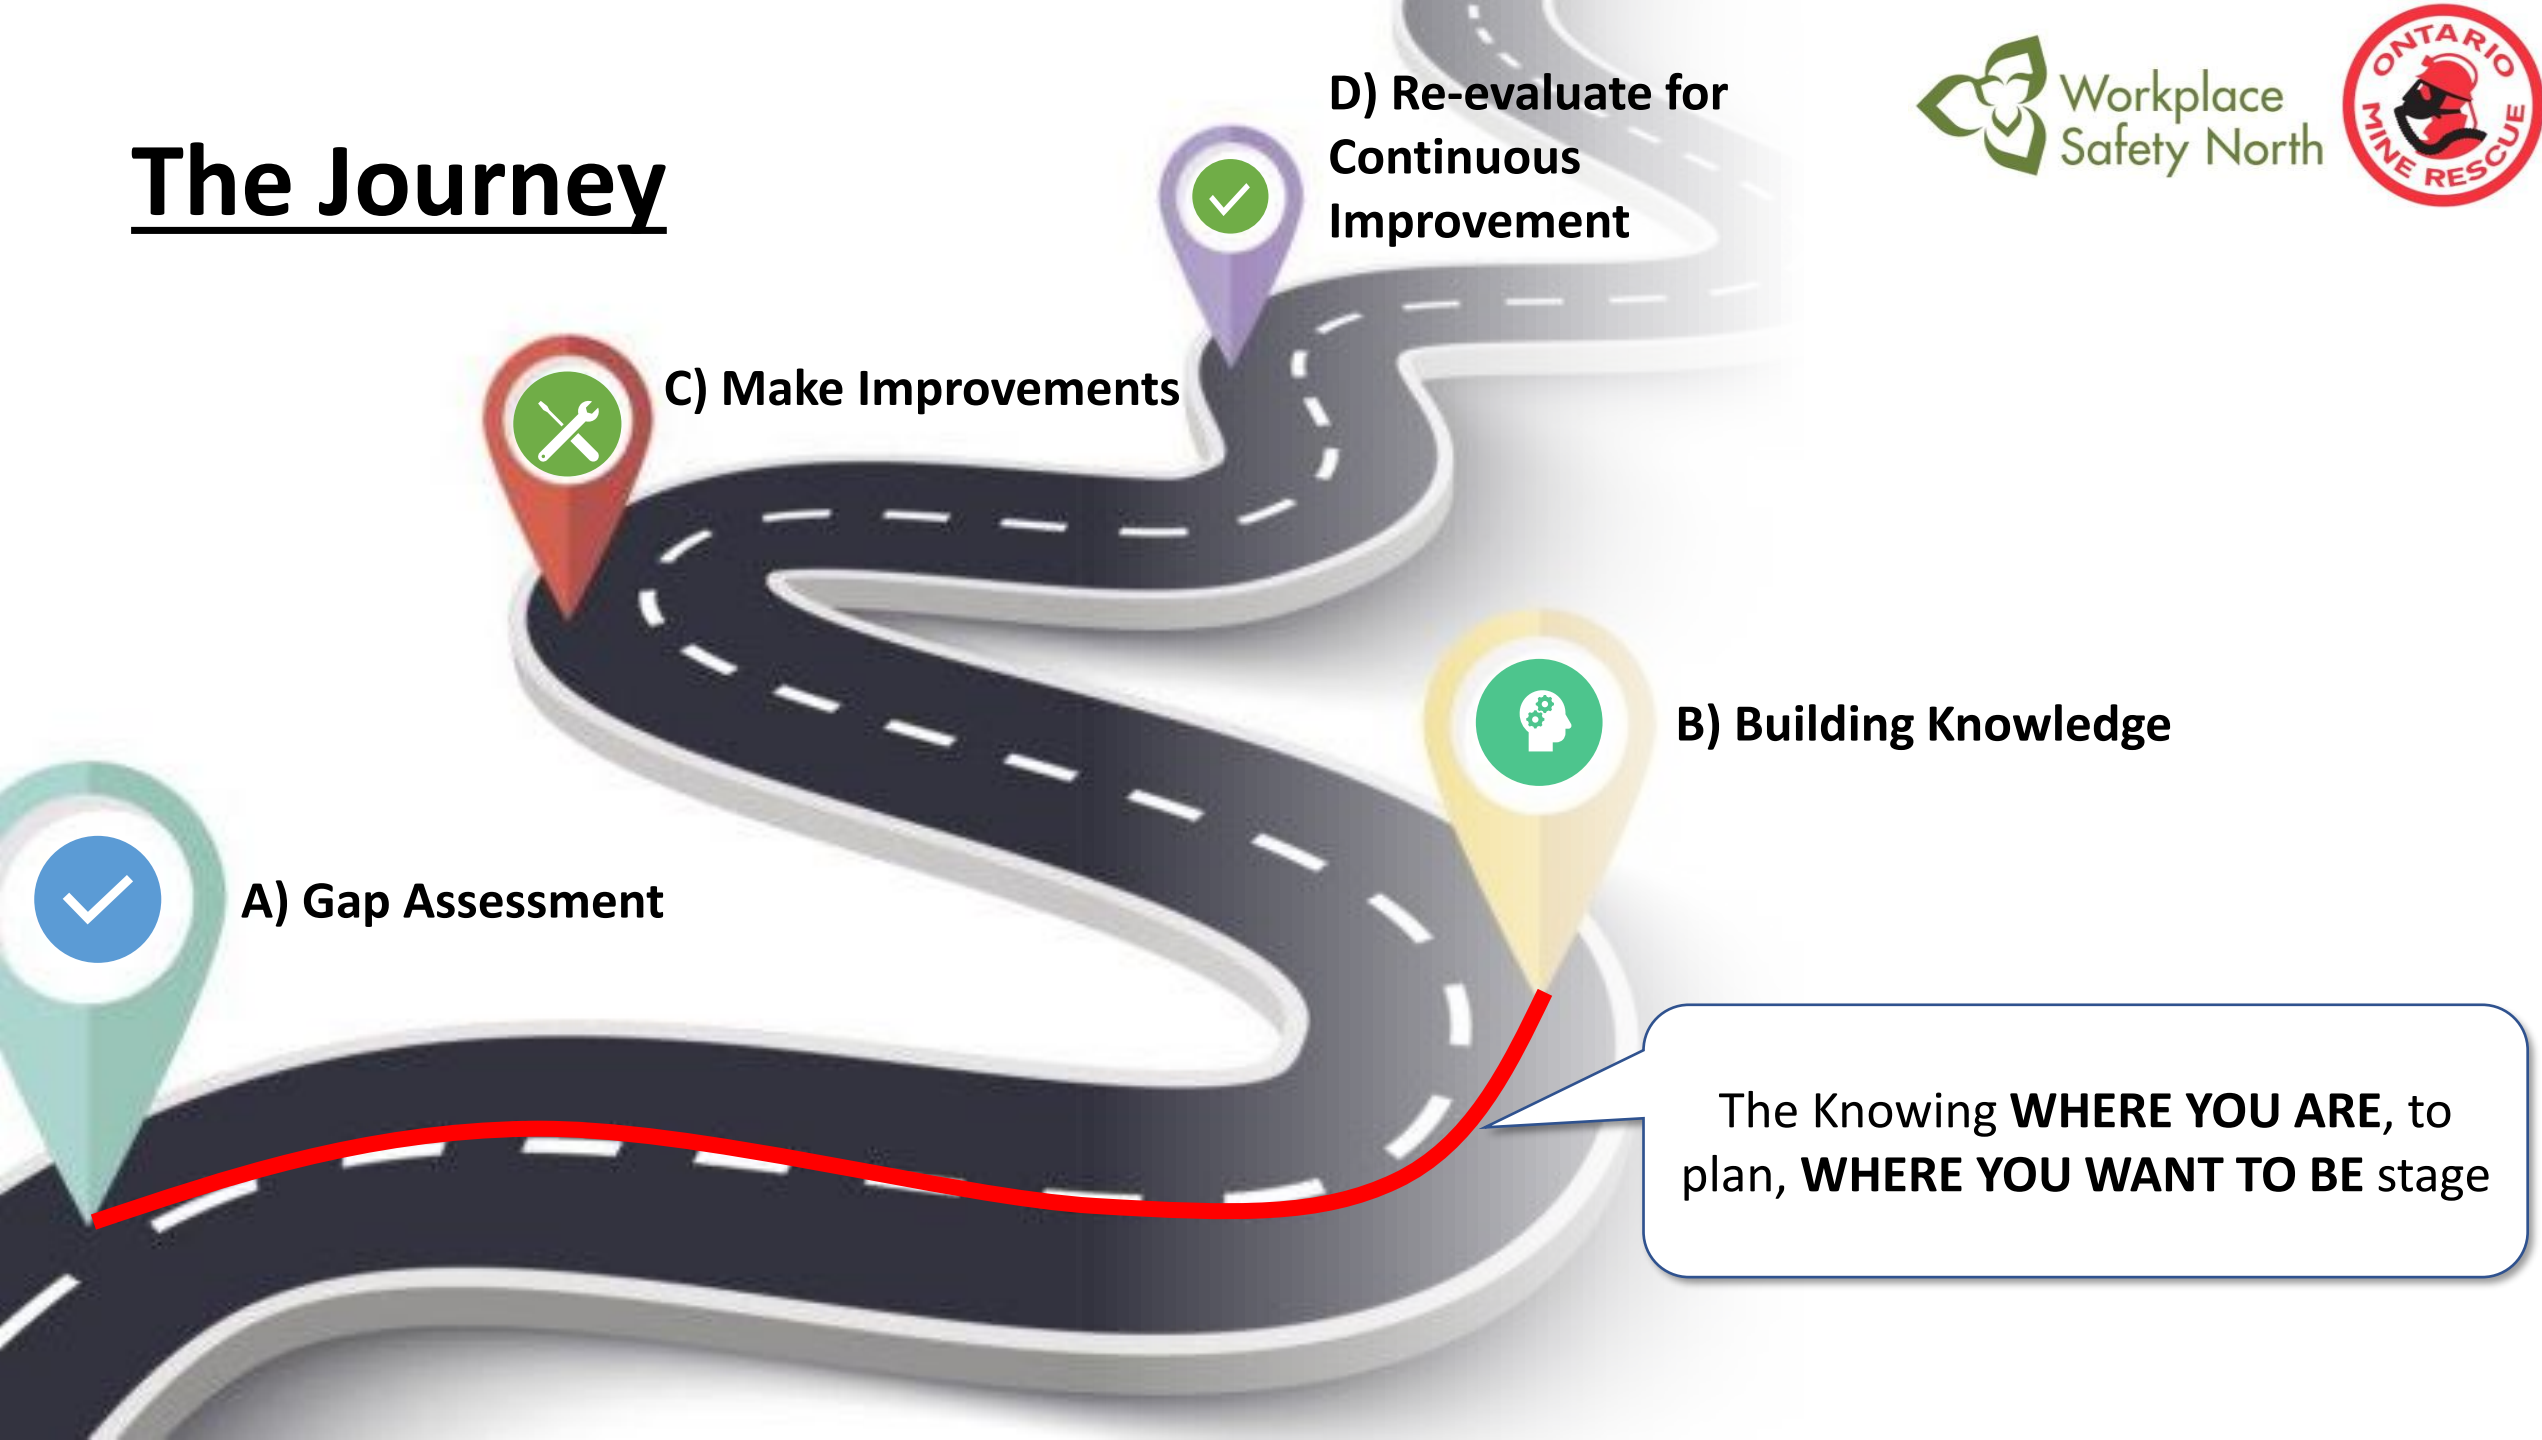 The Journey
D) Re-evaluate for
Continuous
Improvement
Workplace
Safety North
ONTARIO
MINE RESCUE
C) Make Improvements
B) Building Knowledge
A) Gap Assessment
The Knowing WHERE YOU ARE, to
plan, WHERE YOU WANT TO BE stage